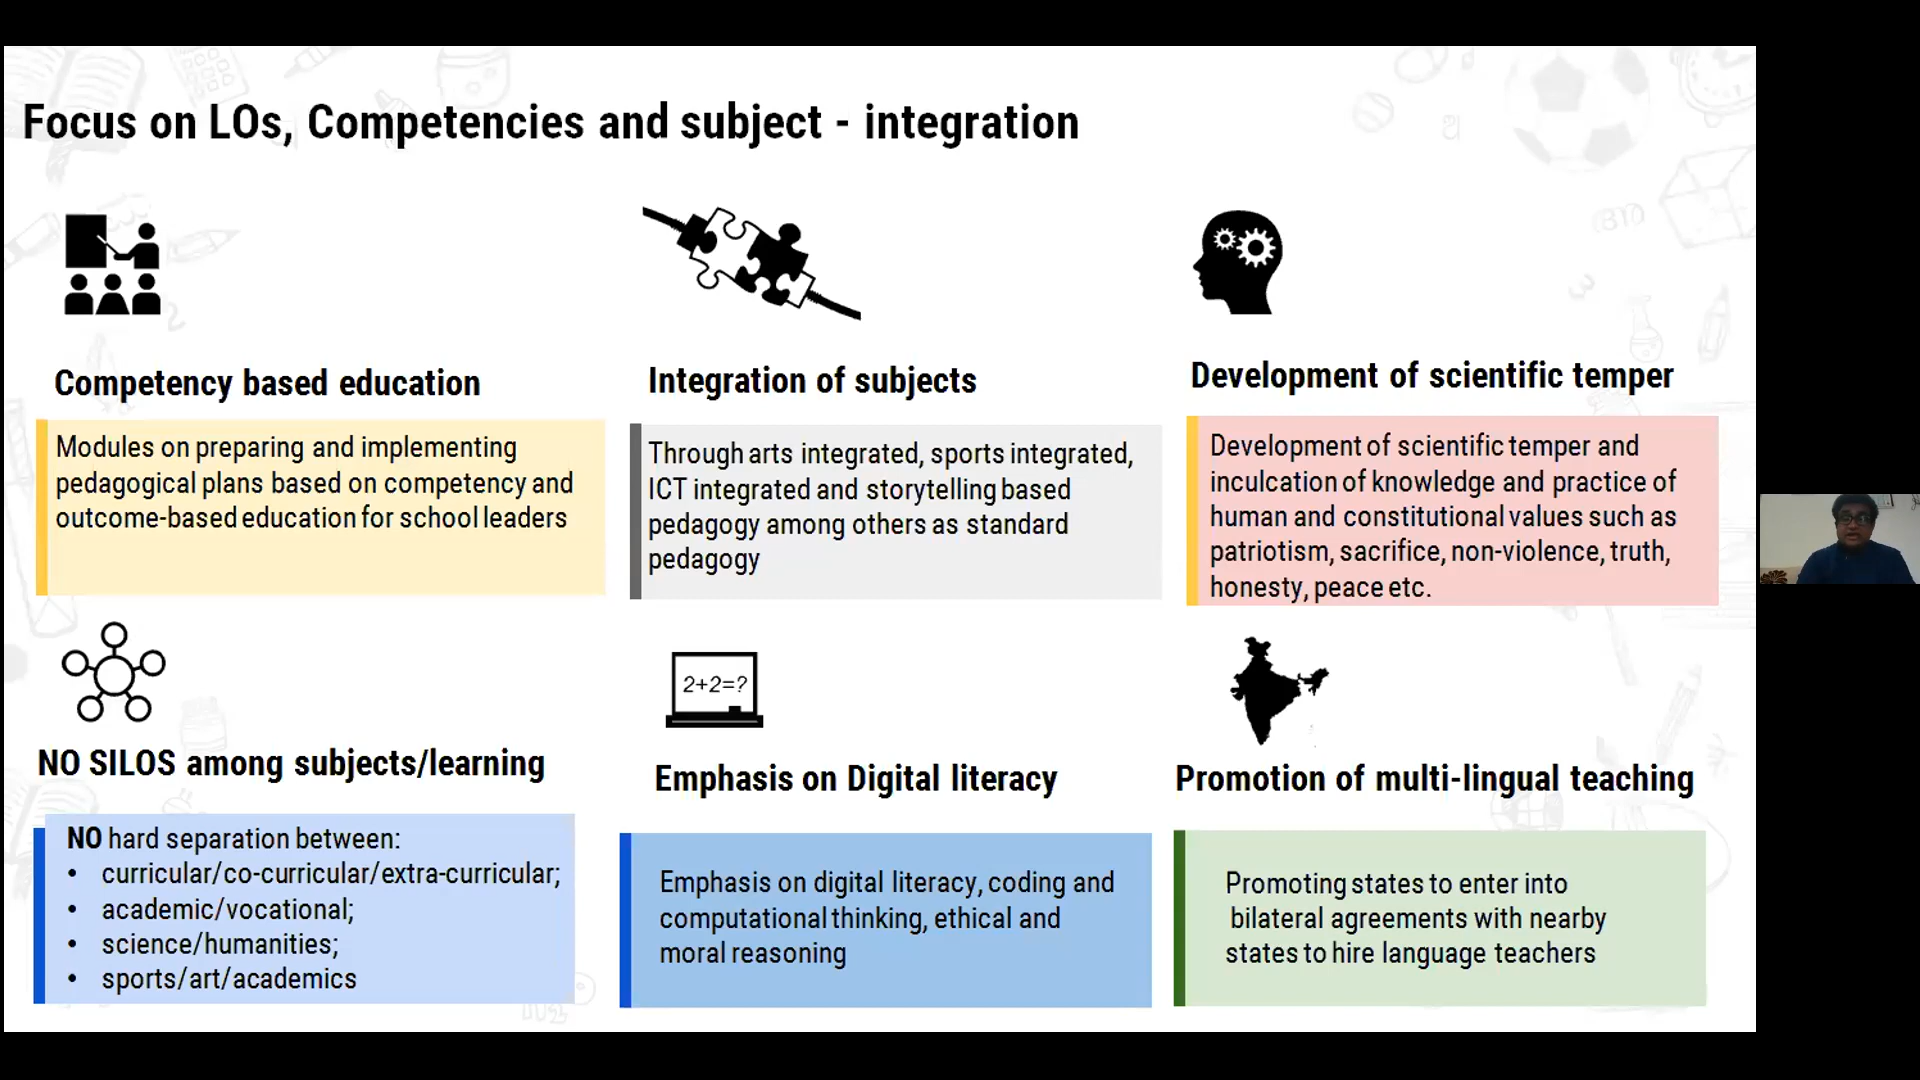 Focus on LOs, Competencies and subject - integration
Competency based education
Modules on preparing and implementing
pedagogical plans based on competency and
outcome-based education for school leaders
Integration of subjects
Through arts integrated, sports integrated,
ICT integrated and storytelling based
pedagogy among others as standard
pedagogy
Development of scientific temper
Development of scientific temper and
inculcation of knowledge and practice of
human and constitutional values such as
patriotism, sacrifice, non-violence, truth,
honesty, peace etc.
NO SILOS among subjects/learning
NO hard separation between:
• curricular/co-curricular/extra-curricular;
• academic/vocational;
• science/humanities;
• sports/art/academics
2+2=?
Emphasis on Digital literacy
Emphasis on digital literacy, coding and
computational thinking, ethical and
moral reasoning
Promotion of multi-lingual teaching
Promoting states to enter into
bilateral agreements with nearby
states to hire language teachers